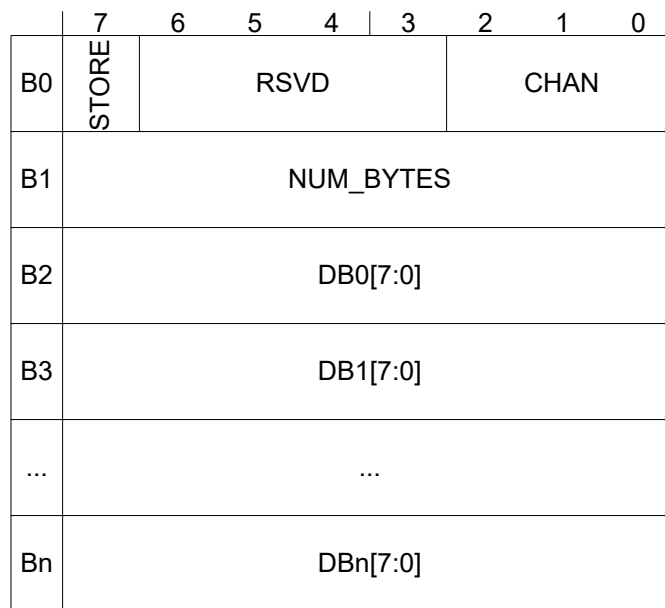 7 6 5 4 3 2 1 0
B0 STORE RSVD CHAN
B1 NUM_BYTES
B2 DB0[7:0]
B3 DB1[7:0]
... ...
Bn DBn[7:0]